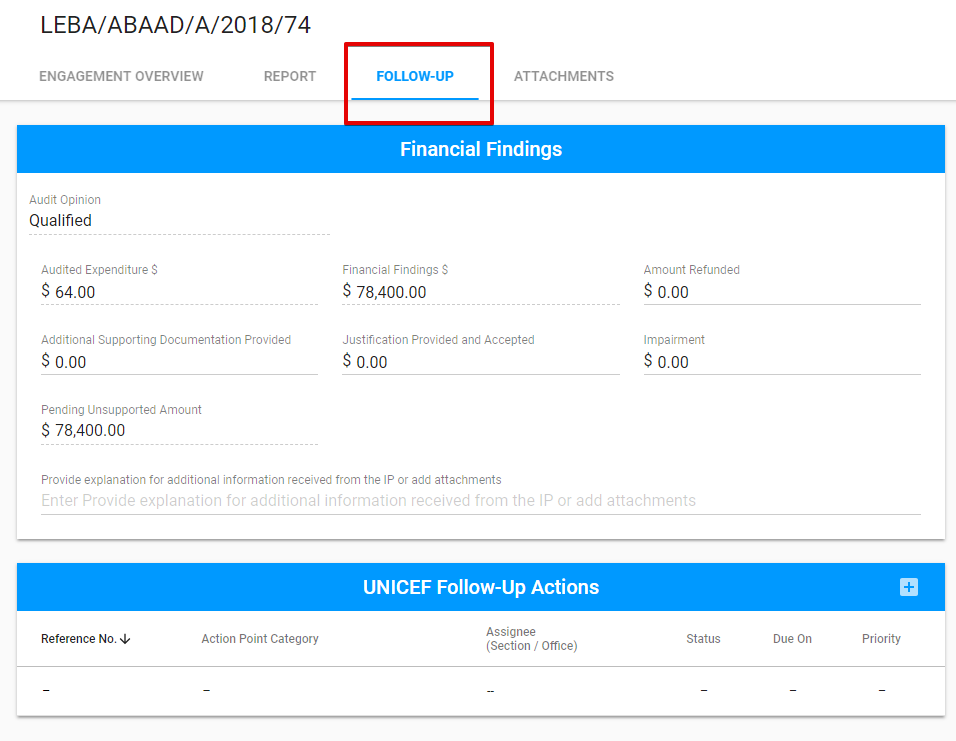 LEBA/ABAAD/A/2018/74
ENGAGEMENT OVERVIEW REPORT FOLLOW-UP ATTACHMENTS
Financial Findings
Audit Opinion
Qualified
Audited Expenditure $ Financial Findings $ Amount Refunded
$ 64.00 $ 78,400.00 $ 0.00
Additional Supporting Documentation Provided Justification Provided and Accepted Impairment
$ 0.00 $ 0.00 $ 0.00
Pending Unsupported Amount
$ 78,400.00
Provide explanation for additional information received from the IP or add attachments
Enter Provide explanation for additional information received from the IP or add attachments
UNICEF Follow-Up Actions
Reference No. Action Point Category Assignee (Section / Office) Status Due On Priority
– – -- – – –